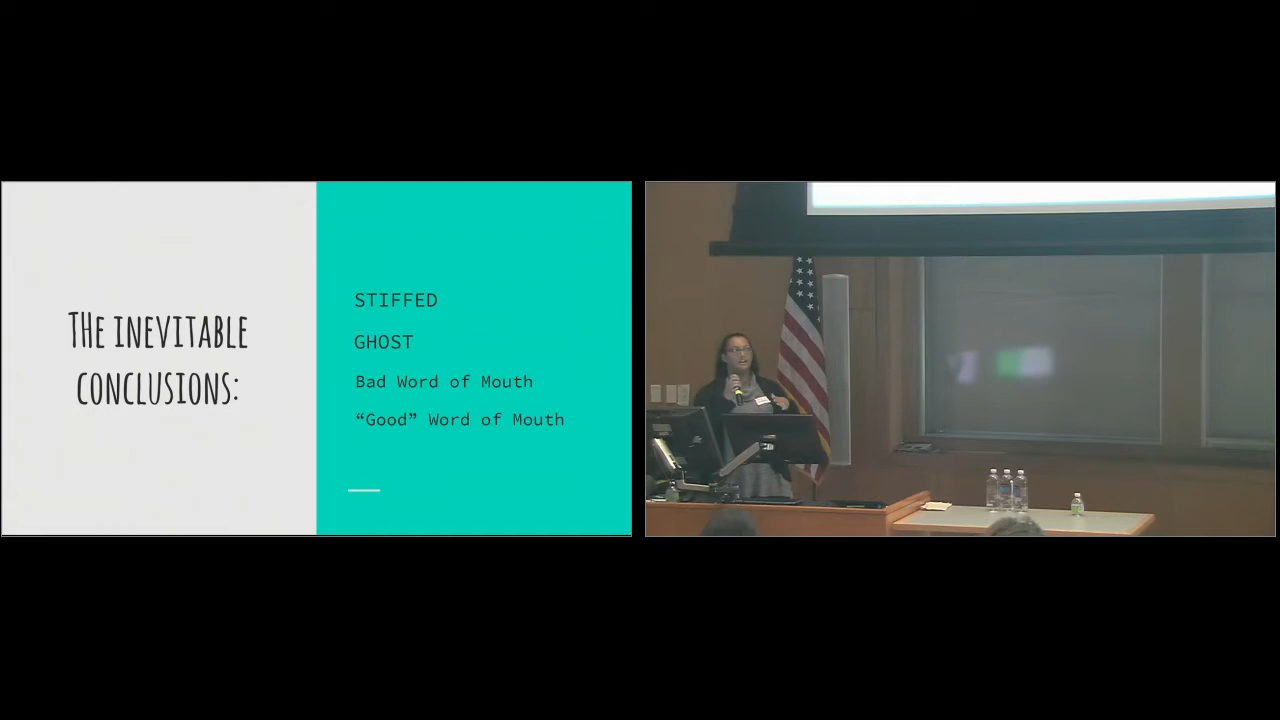 THE INEVITABLE
CONCLUSIONS:
STIFFED
GHOST
Bad Word of Mouth
“Good” Word of Mouth